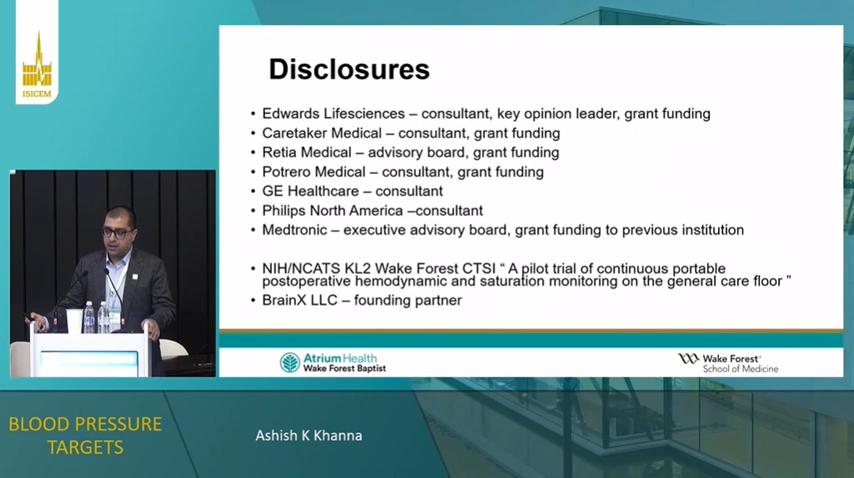 ISICEM
Disclosures
• Edwards Lifesciences – consultant, key opinion leader, grant funding
• Caretaker Medical – consultant, grant funding
• Retia Medical – advisory board, grant funding
• Potrero Medical – consultant, grant funding
• GE Healthcare – consultant
• Philips North America –consultant
• Medtronic – executive advisory board, grant funding to previous institution
• NIH/NCATS KL2 Wake Forest CTSI “ A pilot trial of continuous portable
postoperative hemodynamic and saturation monitoring on the general care floor ”
• BrainX LLC – founding partner
Atrium Health
Wake Forest Baptist
Wake Forest®
School of Medicine
BLOOD PRESSURE
TARGETS
Ashish K Khanna